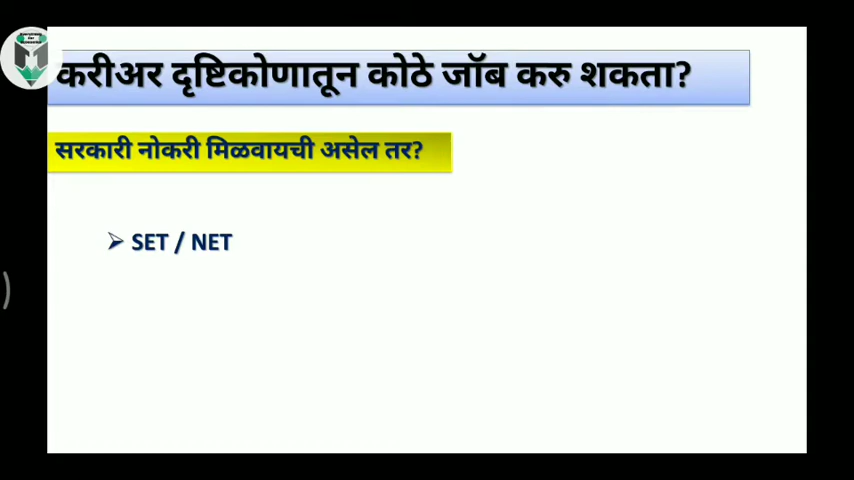 करीअर दृष्टिकोणातून कोठे जॉब करु शकता?
सरकारी नोकरी मिळवायची असेल तर?
➢ SET / NET